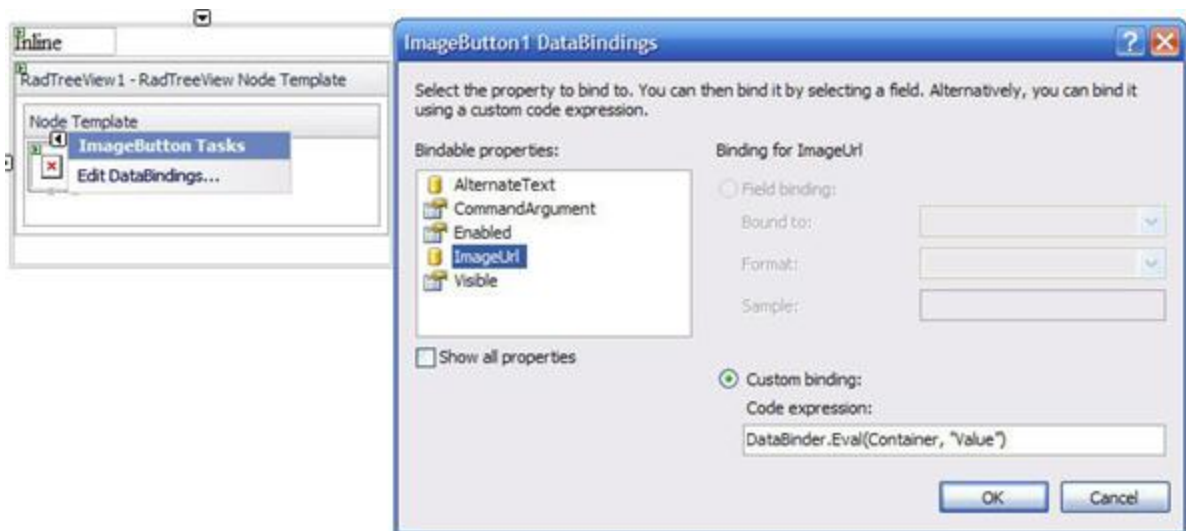 Inline
RadTreeView1 - RadTreeView Node Template
Node Template
ImageButton Tasks
Edit DataBindings...
ImageButton1 DataBindings
Select the property to bind to. You can then bind it by selecting a field. Alternatively, you can bind it
using a custom code expression.
Bindable properties:
AlternateText
CommandArgument
Enabled
ImageUrl
Visible
Show all properties
Binding for ImageUrl
Field binding:
Bound to:
Format:
Sample:
Custom binding:
Code expression:
DataBinder.Eval(Container, "Value")
OK
Cancel